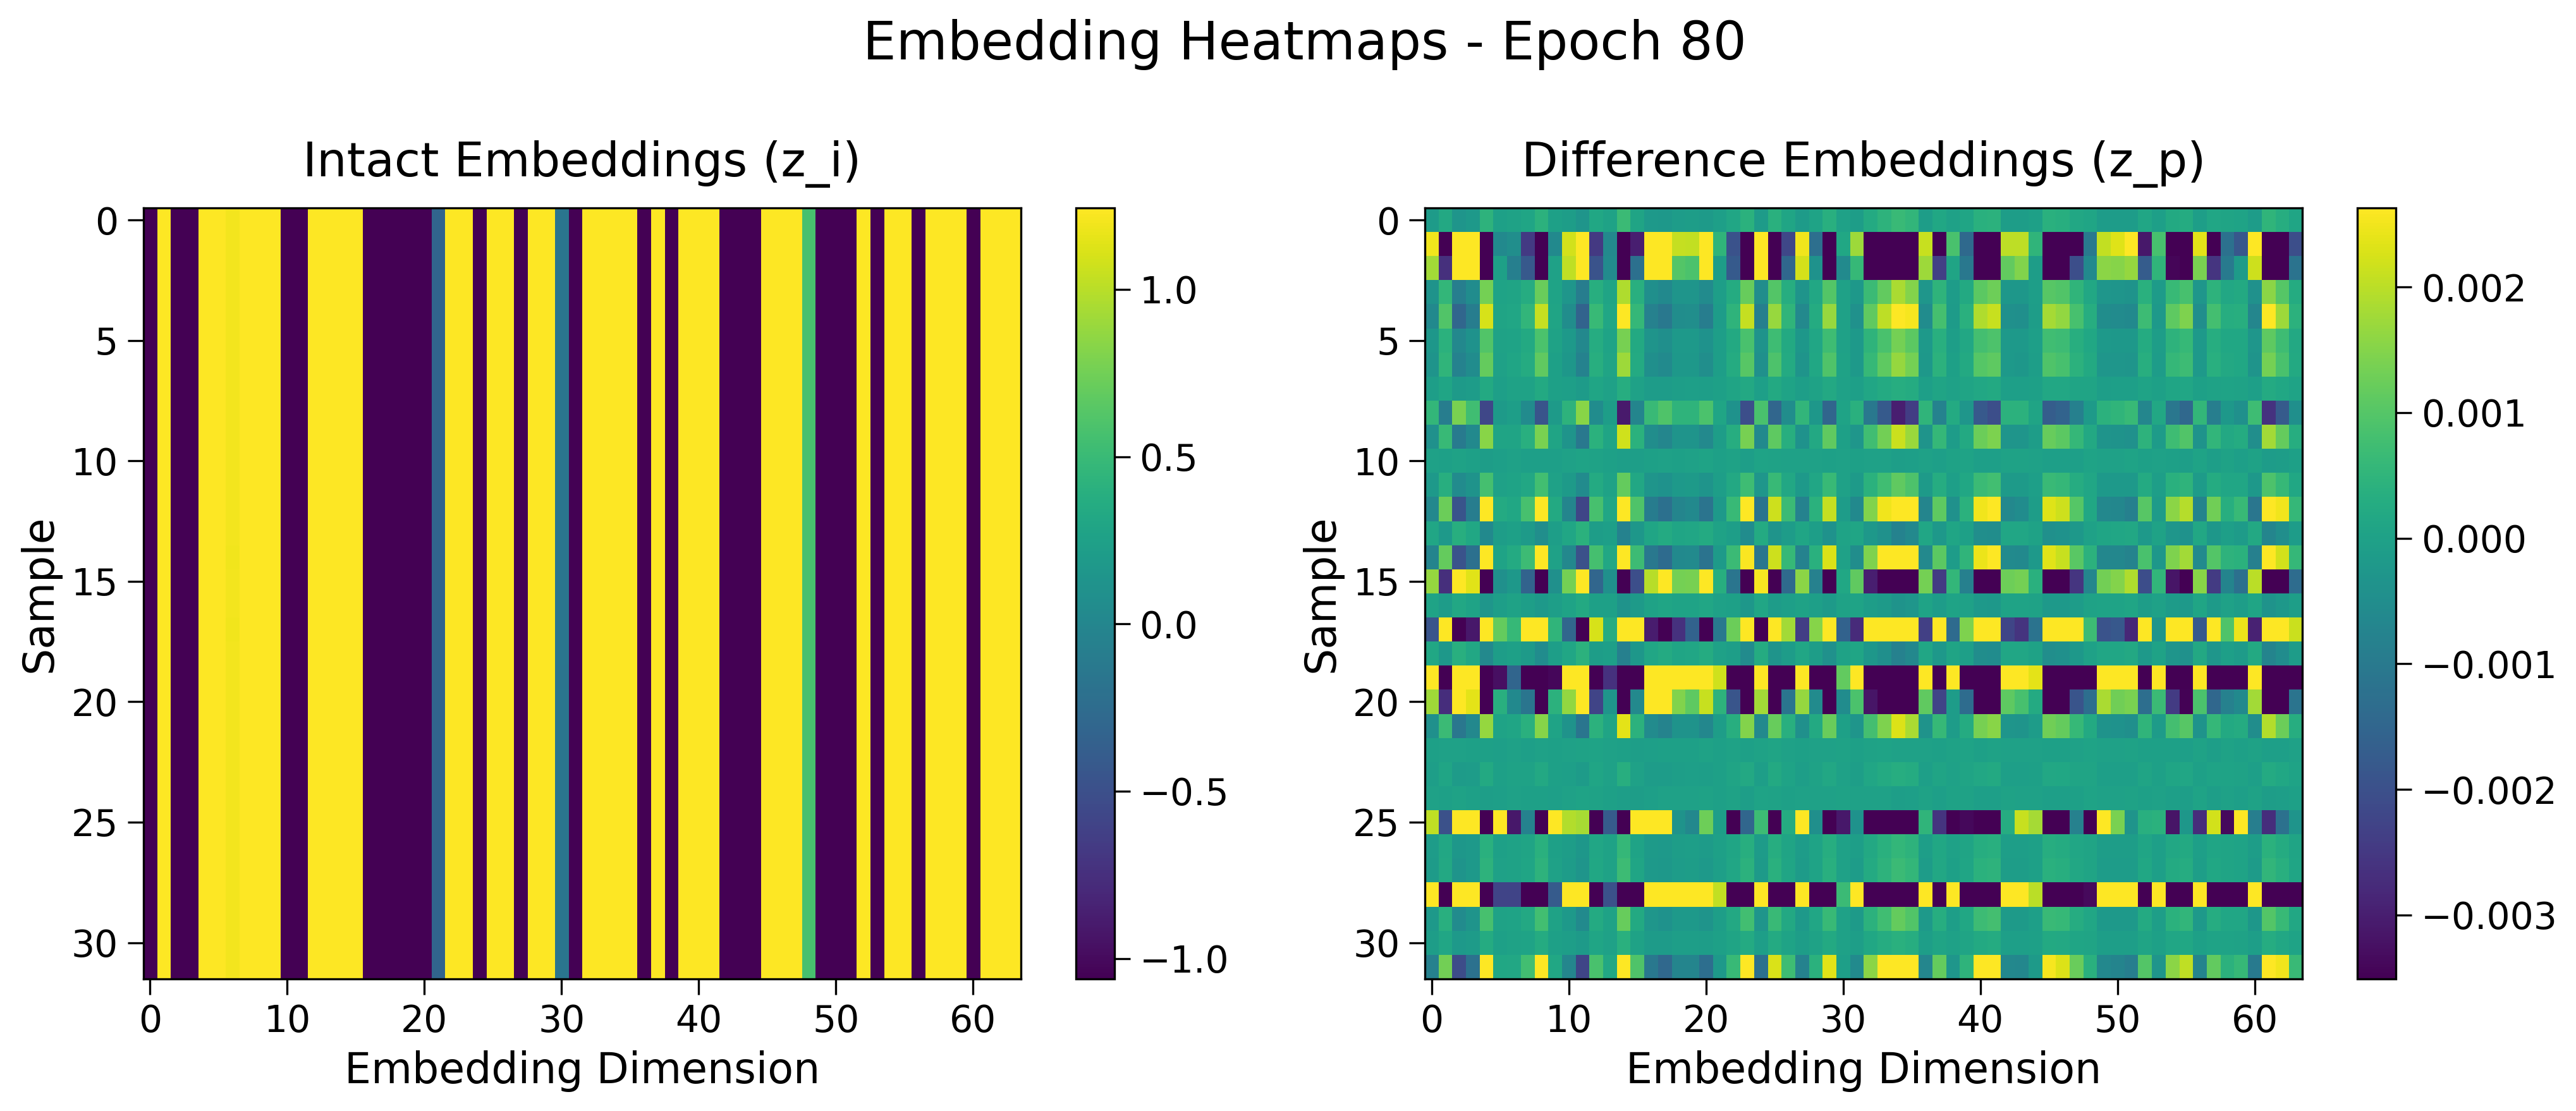 Embedding Heatmaps - Epoch 80
Intact Embeddings (z_i)
0
5
10
15
20
25
30
Sample
0 10 20 30 40 50 60
Embedding Dimension
1.0
0.5
0.0
−0.5
−1.0
Difference Embeddings (z_p)
0
5
10
15
20
25
30
Sample
0 10 20 30 40 50 60
Embedding Dimension
0.002
0.001
0.000
−0.001
−0.002
−0.003